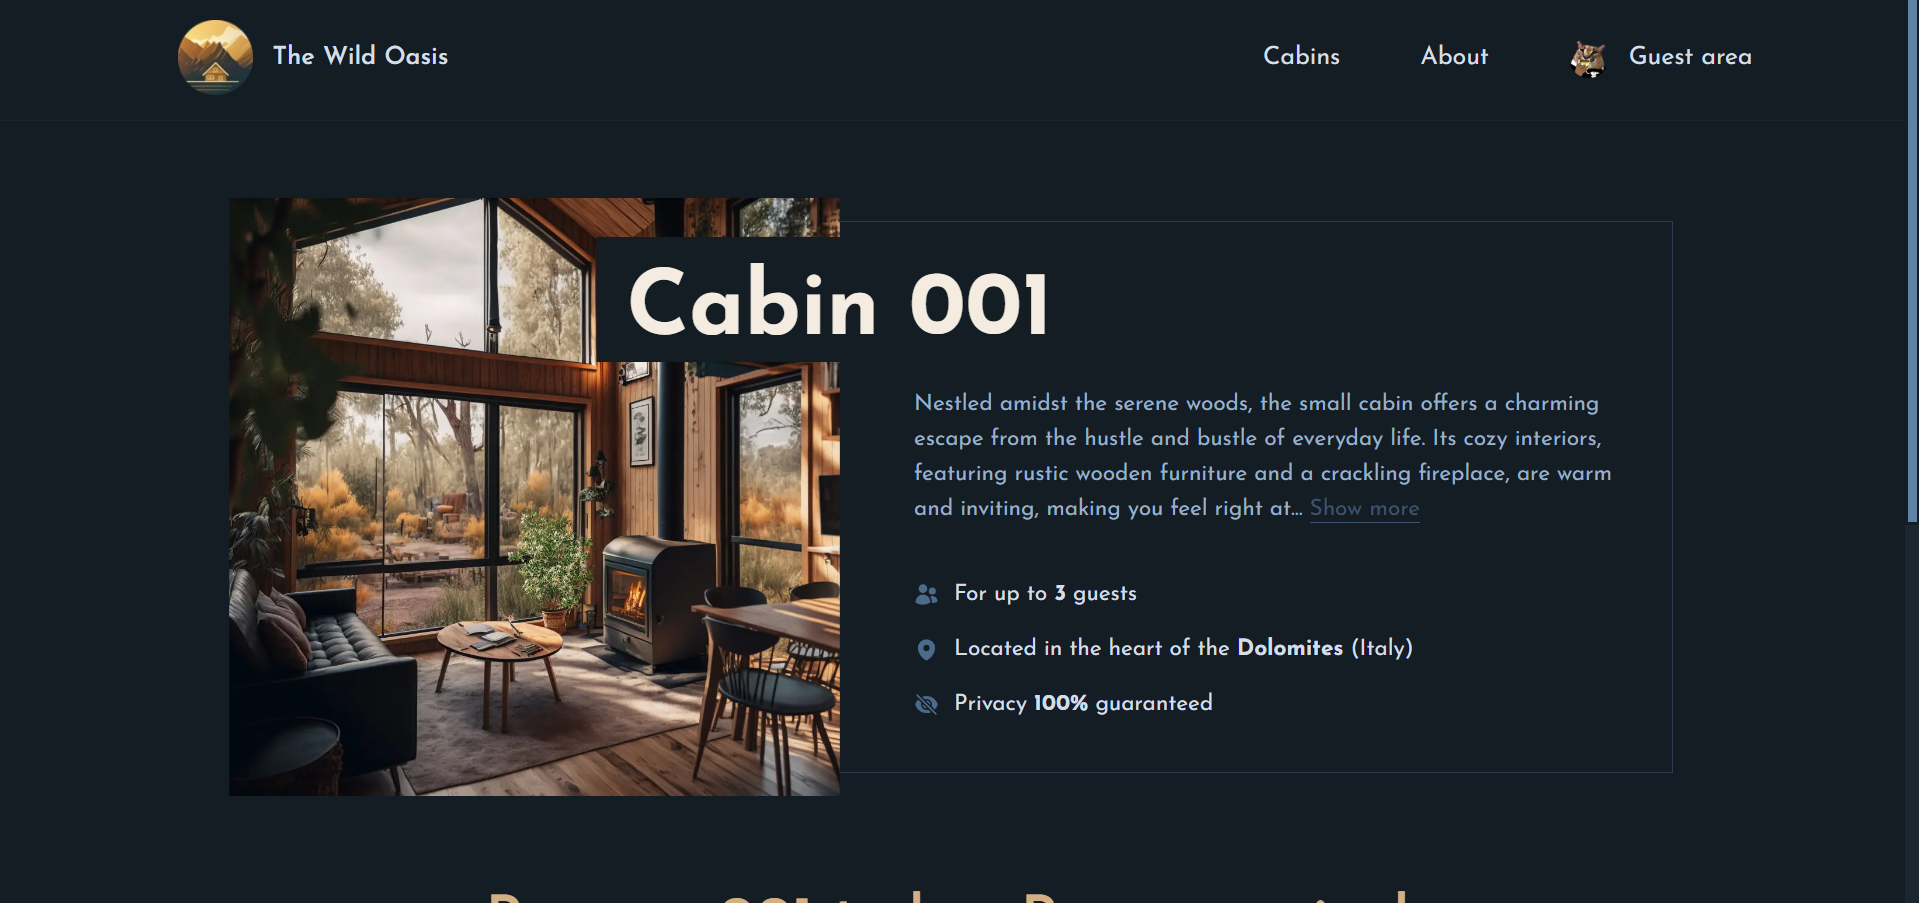 The Wild Oasis
Cabins
About
Guest area
Cabin 001
Nestled amidst the serene woods, the small cabin offers a charming
escape from the hustle and bustle of everyday life. Its cozy interiors,
featuring rustic wooden furniture and a crackling fireplace, are warm
and inviting, making you feel right at... Show more
For up to 3 guests
Located in the heart of the Dolomites (Italy)
Privacy 100% guaranteed